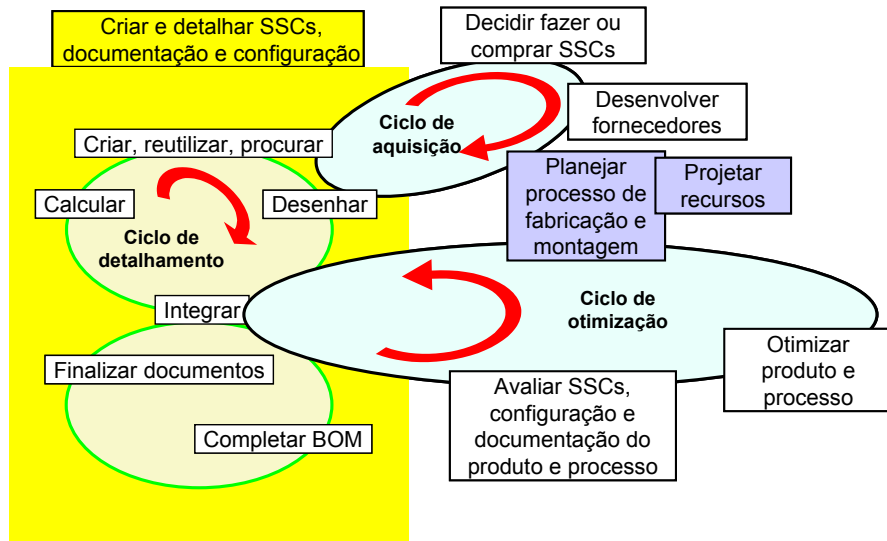 Criar e detalhar SSCs,
documentação e configuração
Decidir fazer ou
comprar SSCs
Ciclo de
aquisição
Desenvolver
fornecedores
Criar, reutilizar, procurar
Planejar
processo de
fabricação e
montagem
Projetar
recursos
Calcular
Desenhar
Ciclo de
detalhamento
Integrar
Ciclo de
otimização
Finalizar documentos
Otimizar
produto e
processo
Avaliar SSCs,
configuração e
documentação do
produto e processo
Completar BOM